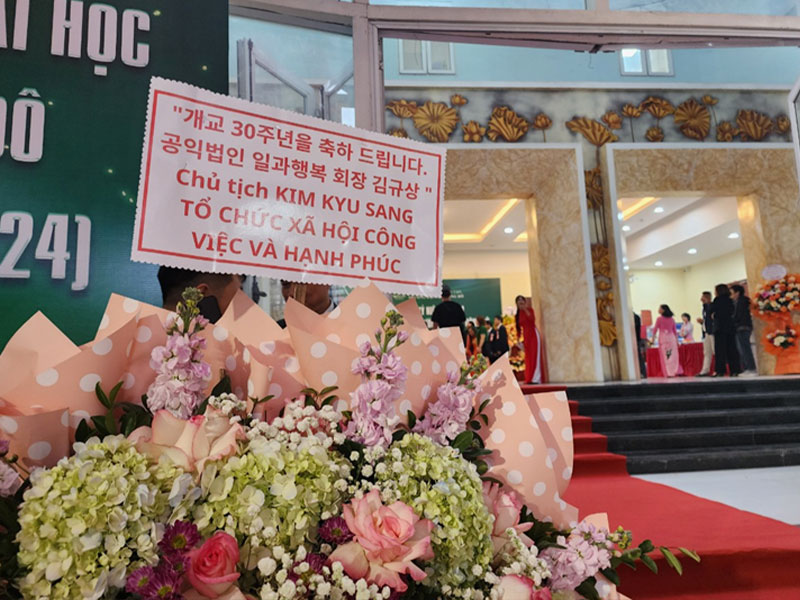 ẠI HỌC
ĐÔ
24)
"개교 30주년을 축하 드립니다.
공익법인 일과행복 회장 김규상 "
Chủ tịch KIM KYU SANG
TỔ CHỨC XÃ HỘI CÔNG
VIỆC VÀ HẠNH PHÚC